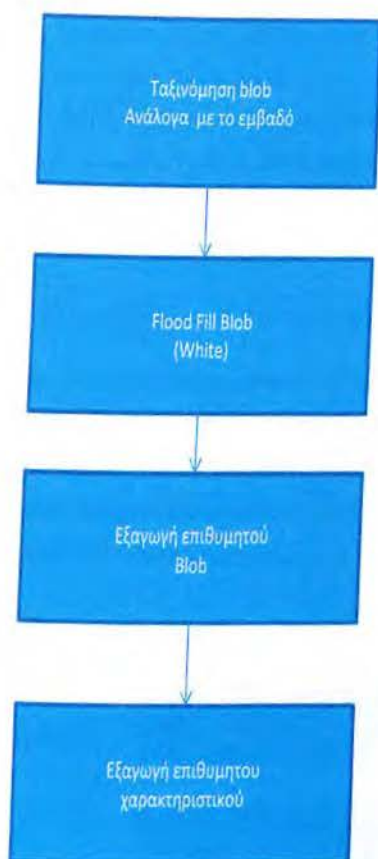 Ταξινόμηση blob
Ανάλογα με το εμβαδό
Flood Fill Blob
(White)
Εξαγωγή επιθυμητού
Blob
Εξαγωγή επιθυμητου
χαρακτηριστικού